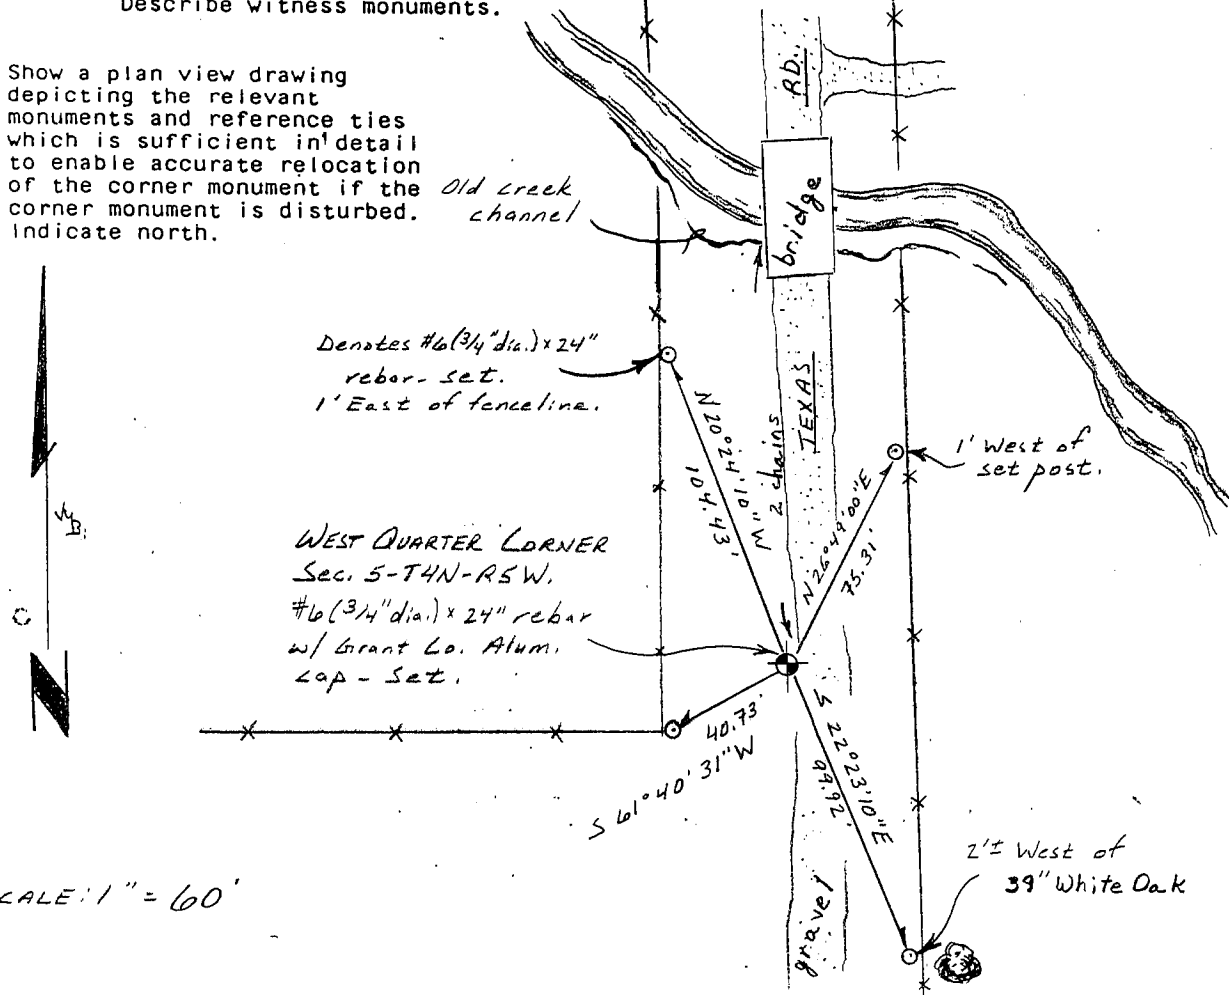 Describe witness monuments.
Show a plan view drawing
depicting the relevant
monuments and reference ties
which is sufficient in detail
to enable accurate relocation
of the corner monument if the
corner monument is disturbed.
Indicate north.
Old creek
channel
bridge
RD.
TEXAS
Denotes #6 (3/4" dia.) x 24"
rebar - set.
1' East of fenceline.
N20°24'10"W
104.43'
2 chains
N26°49'00"E
75.31'
1' West of
set post.
WEST QUARTER CORNER
Sec. 5-T4N-R5W.
#6 (3/4" dia.) x 24" rebar
w/ Grant Co. Alum.
cap - Set.
40.73'
S 61°40'31"W
S 22°23'10"E
99.92'
gravel
2'± West of
39" White Oak
SCALE: 1" = 60'
N